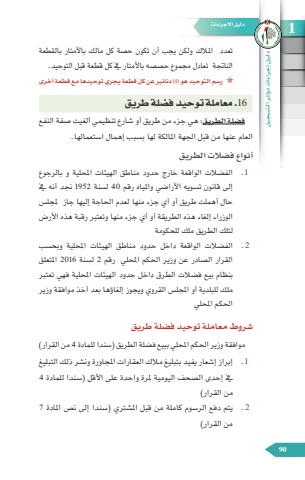 دليل الاجراءات
1
دليل إجراءات دوائر التسجيل
تعدد الملاك ولكن يجب أن تكون حصة كل مالك بالأمتار بالقطعة
الناتجة تعادل مجموع حصصه بالأمتار في كل قطعة قبل التوحيد.
* رسم التوحيد هو 10 دنانير عن كل قطعة يجري توحيدها مع قطعة أخرى
16. معاملة توحيد فضلة طريق
فضلة الطريق: هي جزء من طريق أو شارع تنظيمي ألغيت صفة النفع
العام عنها من قبل الجهة المالكة لها بسبب إهمال استعمالها.
أنواع فضلات الطريق
1. الفضلات الواقعة خارج حدود مناطق الهيئات المحلية و بالرجوع
إلى قانون تسوية الأراضي والمياه رقم 40 لسنة 1952 نجد أنه في
حال أهملت طريق أو أي جزء منها لعدم الحاجة إليها جاز لمجلس
الوزراء إلغاء هذه الطريقة أو أي جزء منها وتعتبر رقبة هذه الأرض
لتلك الطريق ملك للحكومة
2. الفضلات الواقعة داخل حدود مناطق الهيئات المحلية وبحسب
القرار الصادر عن وزير الحكم المحلي رقم 2 لسنة 2016 المتعلق
بنظام بيع فضلات الطرق داخل حدود الهيئات المحلية فهي تعتبر
ملك للبلدية أو المجلس القروي ويجوز إلغاؤها بعد أخذ موافقة وزير
الحكم المحلي
شروط معاملة توحيد فضلة طريق
موافقة وزير الحكم المحلي ببيع فضلة الطريق (سندا للمادة 4 من القرار)
1. إبراز إشعار يفيد بتبليغ ملاك العقارات المجاورة ونشر ذلك التبليغ
في إحدى الصحف اليومية لمرة واحدة على الأقل (سندا للمادة 4
من القرار)
2. يتم دفع الرسوم كاملة من قبل المشتري (سندا إلى نص المادة 7
من القرار)
90